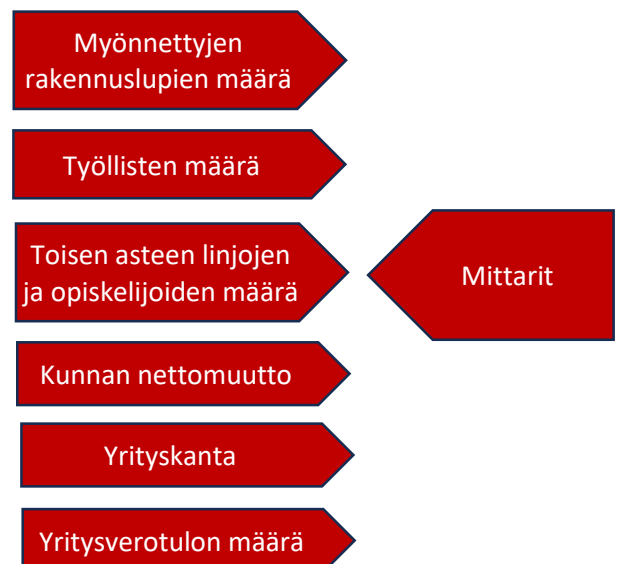 Myönnettyjen
rakennuslupien määrä
Työllisten määrä
Toisen asteen linjojen
ja opiskelijoiden määrä
Mittarit
Kunnan nettomuutto
Yrityskanta
Yritysverotulon määrä